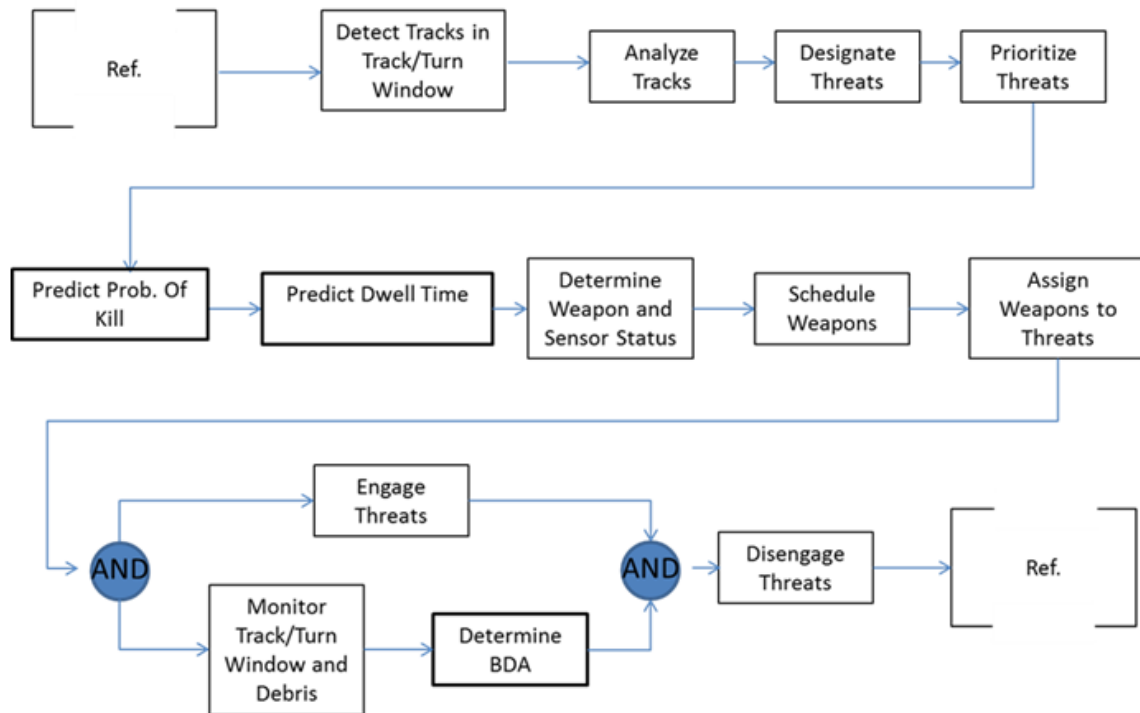 Ref.
Detect Tracks in
Track/Turn
Window
Analyze
Tracks
Designate
Threats
Prioritize
Threats
Predict Prob. Of
Kill
Predict Dwell Time
Determine
Weapon and
Sensor Status
Schedule
Weapons
Assign
Weapons to
Threats
AND
Engage
Threats
Monitor
Track/Turn
Window and
Debris
Determine
BDA
AND
Disengage
Threats
Ref.